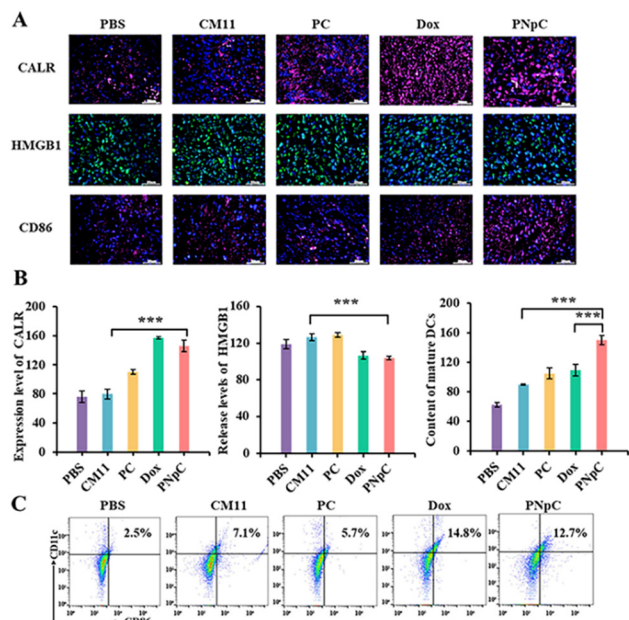 A
PBS CM11 PC Dox PNpC
CALR
HMGB1
CD86
B
Expression level of CALR
200
160
120
80
40
0
***
PBS CM11 PC Dox PNpC
Release levels of HMGB1
160
120
80
40
0
***
PBS CM11 PC Dox PNpC
Content of mature DCs
200
160
120
80
40
0
***
***
PBS CM11 PC Dox PNpC
C
PBS CM11 PC Dox PNpC
2.5% 7.1% 5.7% 14.8% 12.7%
CD11c
CD86